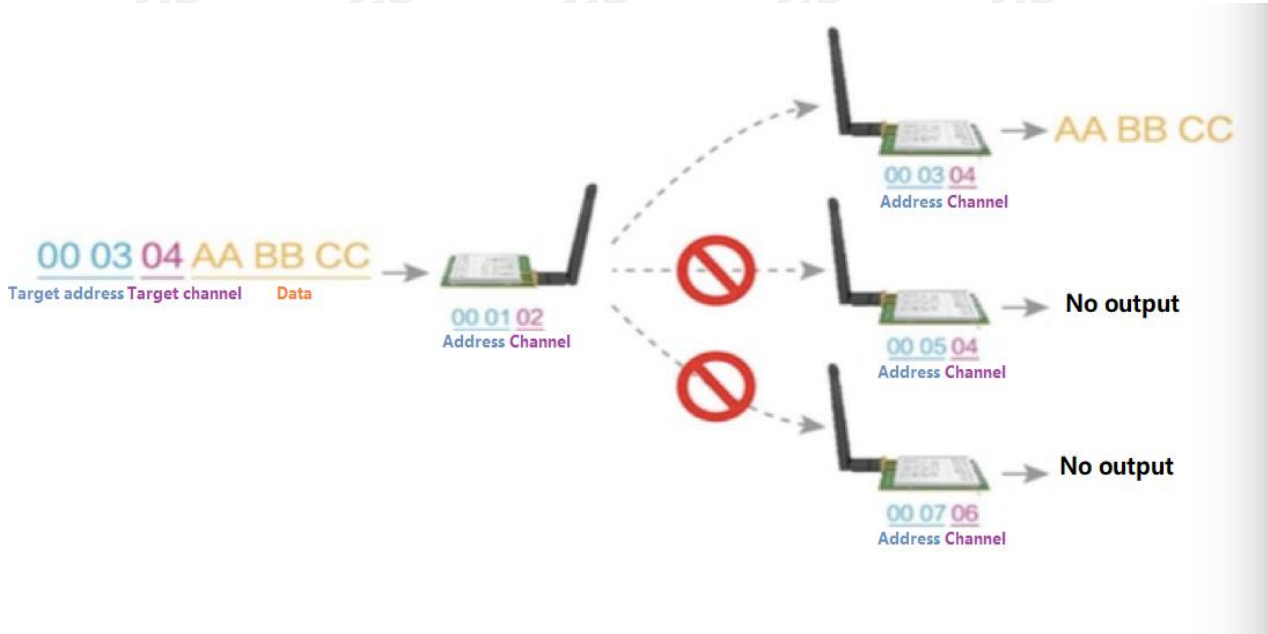 00 03 04 AA BB CC
Target address Target channel Data
00 01 02
Address Channel
AA BB CC
00 03 04
Address Channel
No output
00 05 04
Address Channel
No output
00 07 06
Address Channel